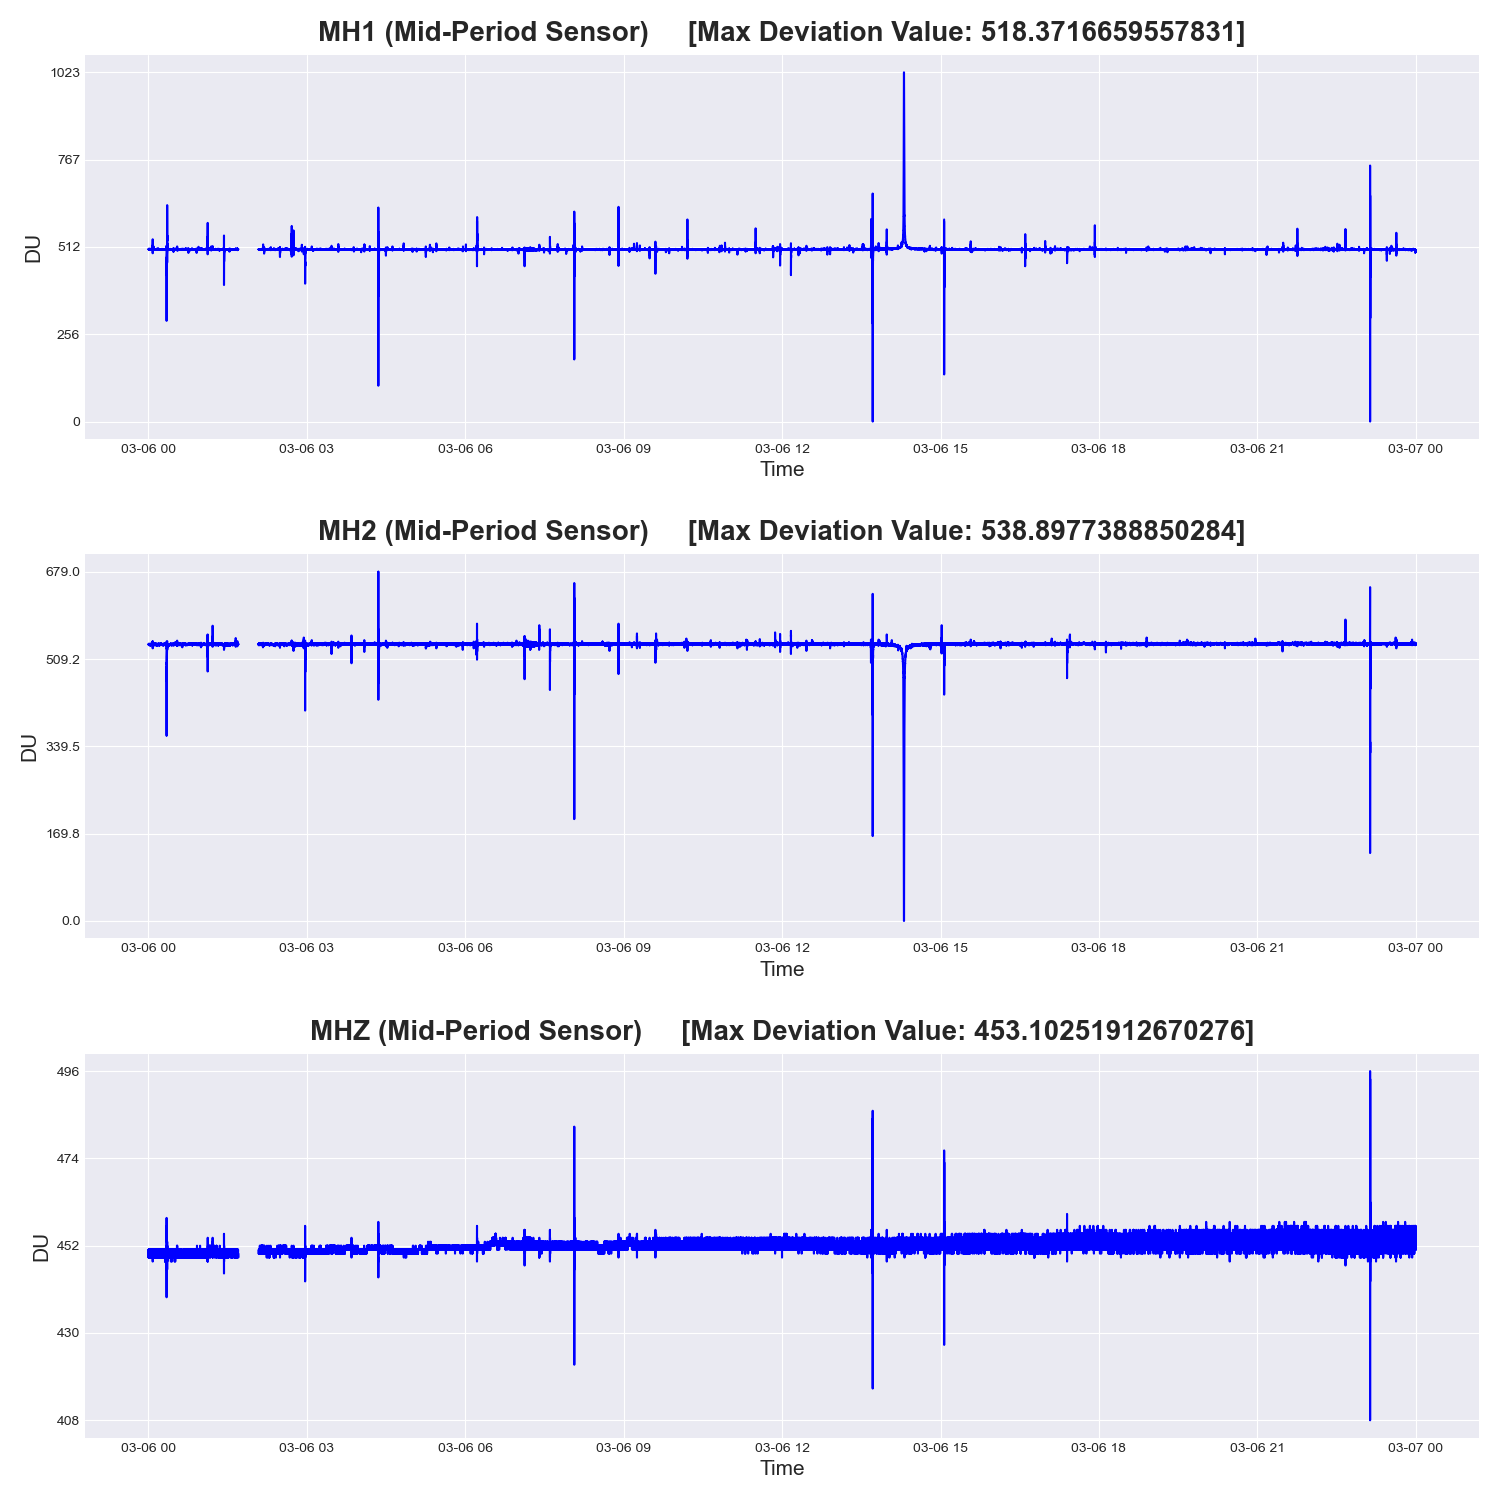 MH1 (Mid-Period Sensor) [Max Deviation Value: 518.3716659557831]
1023
767
512
256
0
DU
03-06 00 03-06 03 03-06 06 03-06 09 03-06 12 03-06 15 03-06 18 03-06 21 03-07 00
Time
MH2 (Mid-Period Sensor) [Max Deviation Value: 538.8977388850284]
679.0
509.2
339.5
169.8
0.0
DU
03-06 00 03-06 03 03-06 06 03-06 09 03-06 12 03-06 15 03-06 18 03-06 21 03-07 00
Time
MHZ (Mid-Period Sensor) [Max Deviation Value: 453.10251912670276]
496
474
452
430
408
DU
03-06 00 03-06 03 03-06 06 03-06 09 03-06 12 03-06 15 03-06 18 03-06 21 03-07 00
Time